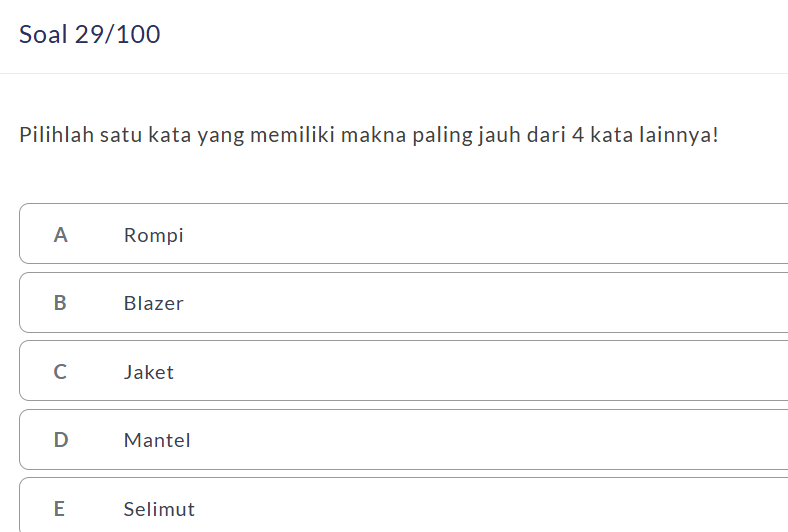 Soal 29/100
Pilihlah satu kata yang memiliki makna paling jauh dari 4 kata lainnya!
A Rompi
B Blazer
C Jaket
D Mantel
E Selimut